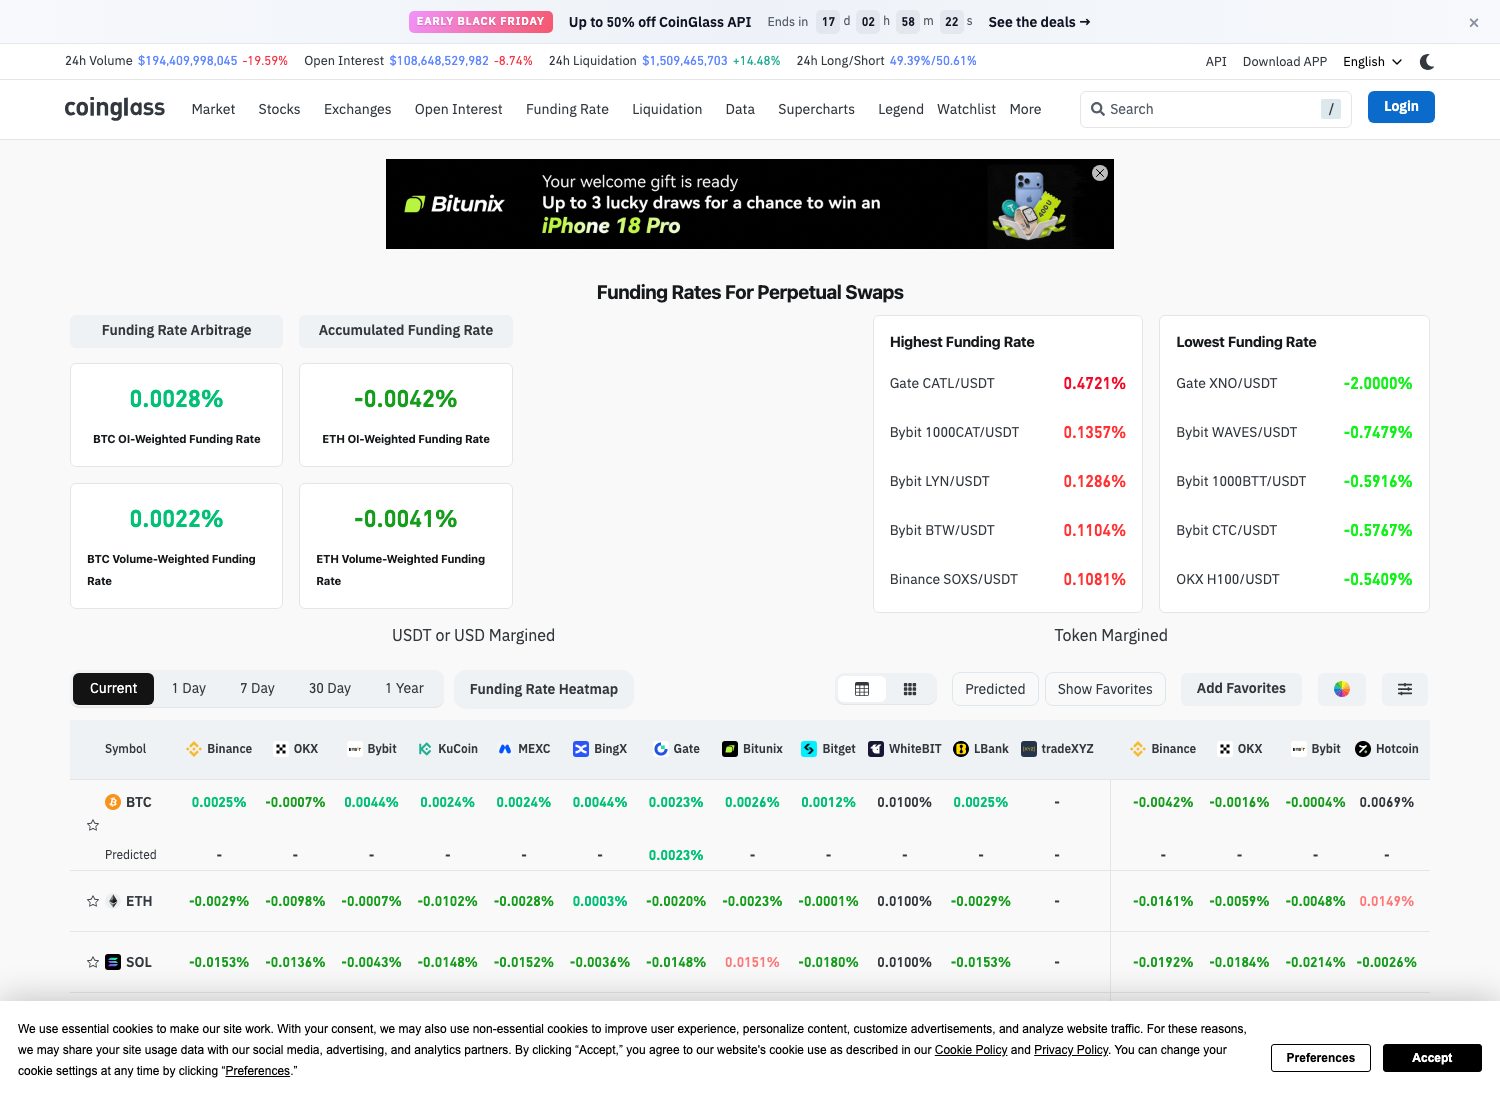 EARLY BLACK FRIDAY Up to 50% off CoinGlass API Ends in 17 d 02 h 58 m 22 s See the deals →
24h Volume $194,409,998,045 -19.59% Open Interest $108,648,529,982 -8.74% 24h Liquidation $1,509,465,703 +14.48% 24h Long/Short 49.39%/50.61% API Download APP English
coinglass Market Stocks Exchanges Open Interest Funding Rate Liquidation Data Supercharts Legend Watchlist More Search / Login
Your welcome gift is ready
Bitunix Up to 3 lucky draws for a chance to win an
iPhone 18 Pro
Funding Rates For Perpetual Swaps
Funding Rate Arbitrage Accumulated Funding Rate
0.0028% -0.0042%
BTC OI-Weighted Funding Rate ETH OI-Weighted Funding Rate
0.0022% -0.0041%
BTC Volume-Weighted Funding Rate
ETH Volume-Weighted Funding Rate
Highest Funding Rate
Gate CATL/USDT 0.4721%
Bybit 1000CAT/USDT 0.1357%
Bybit LYN/USDT 0.1286%
Bybit BTW/USDT 0.1104%
Binance SOXS/USDT 0.1081%
Lowest Funding Rate
Gate XNO/USDT -2.0000%
Bybit WAVES/USDT -0.7479%
Bybit 1000BTT/USDT -0.5916%
Bybit CTC/USDT -0.5767%
OKX H100/USDT -0.5409%
USDT or USD Margined Token Margined
Current 1 Day 7 Day 30 Day 1 Year Funding Rate Heatmap Predicted Show Favorites Add Favorites
Symbol Binance OKX Bybit KuCoin MEXC BingX Gate Bitunix Bitget WhiteBIT LBank tradeXYZ Binance OKX Bybit Hotcoin
BTC 0.0025% -0.0007% 0.0044% 0.0024% 0.0024% 0.0044% 0.0023% 0.0026% 0.0012% 0.0100% 0.0025% - -0.0042% -0.0016% -0.0004% 0.0069%
Predicted - - - - - - 0.0023% - - - - - - - - -
ETH -0.0029% -0.0098% -0.0007% -0.0102% -0.0028% 0.0003% -0.0020% -0.0023% -0.0001% 0.0100% -0.0029% - -0.0161% -0.0059% -0.0048% 0.0149%
SOL -0.0153% -0.0136% -0.0043% -0.0148% -0.0152% -0.0036% -0.0148% 0.0151% -0.0180% 0.0100% -0.0153% - -0.0192% -0.0184% -0.0214% -0.0026%
We use essential cookies to make our site work. With your consent, we may also use non-essential cookies to improve user experience, personalize content, customize advertisements, and analyze website traffic. For these reasons,
we may share your site usage data with our social media, advertising, and analytics partners. By clicking “Accept,” you agree to our website's cookie use as described in our Cookie Policy and Privacy Policy. You can change your
cookie settings at any time by clicking “Preferences.”
Preferences Accept